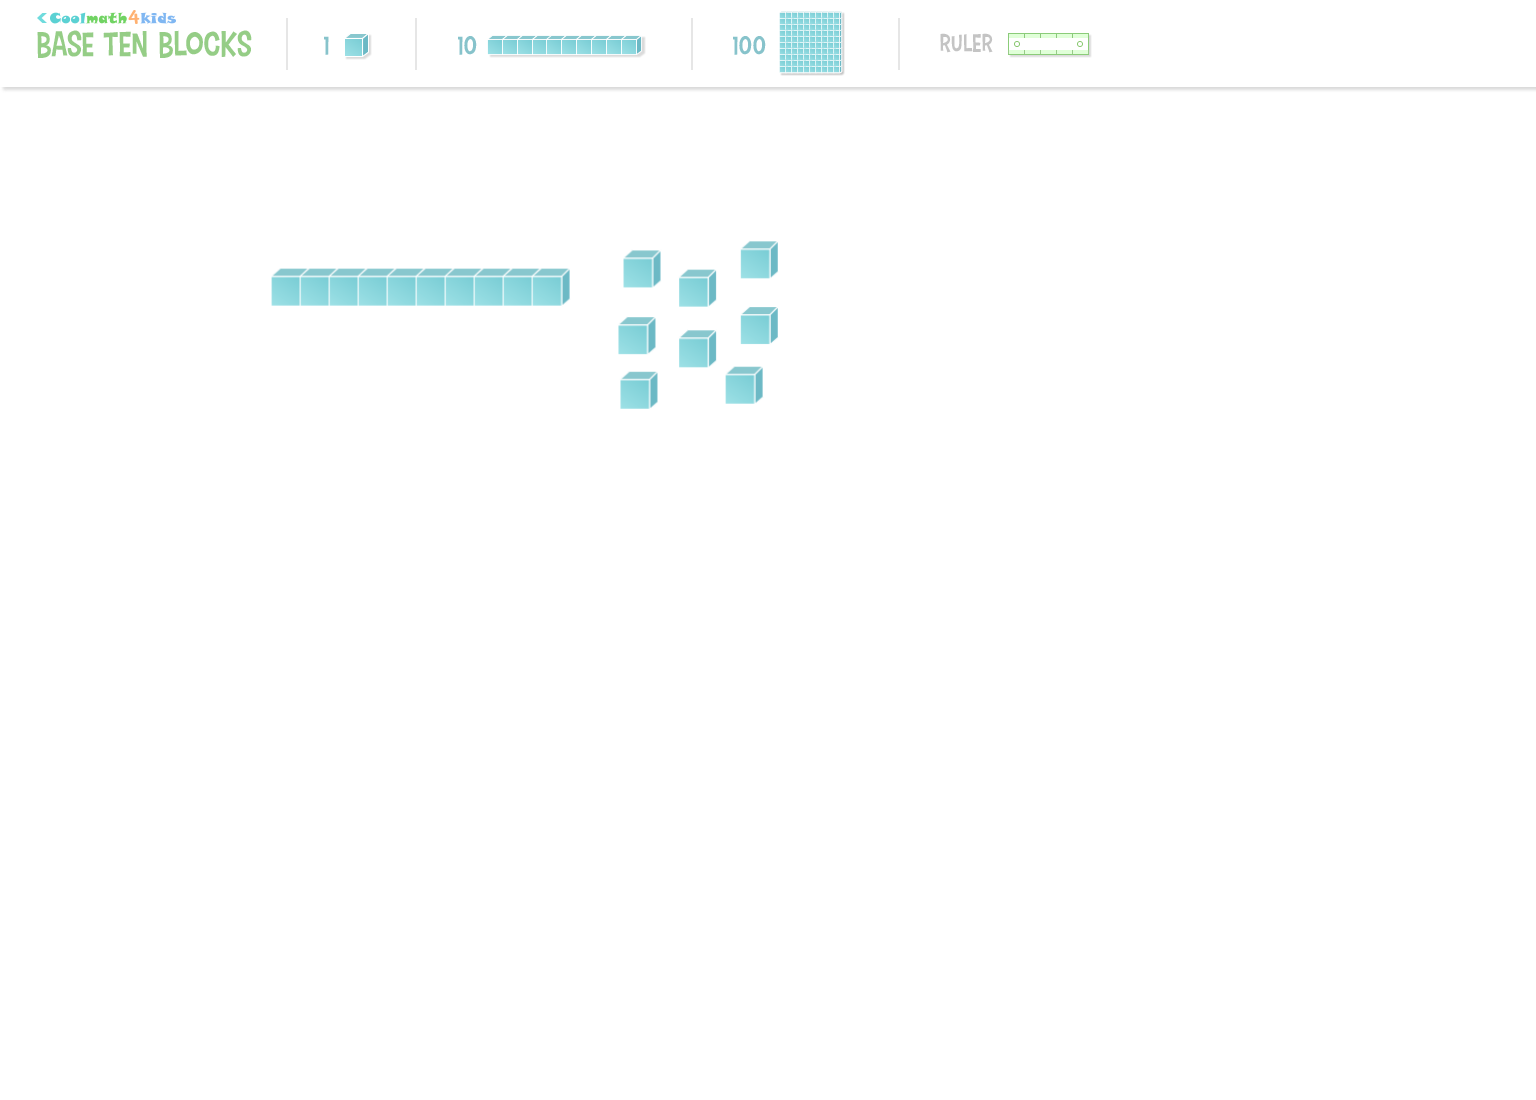 Coolmath4kids
BASE TEN BLOCKS
1
10
100
RULER